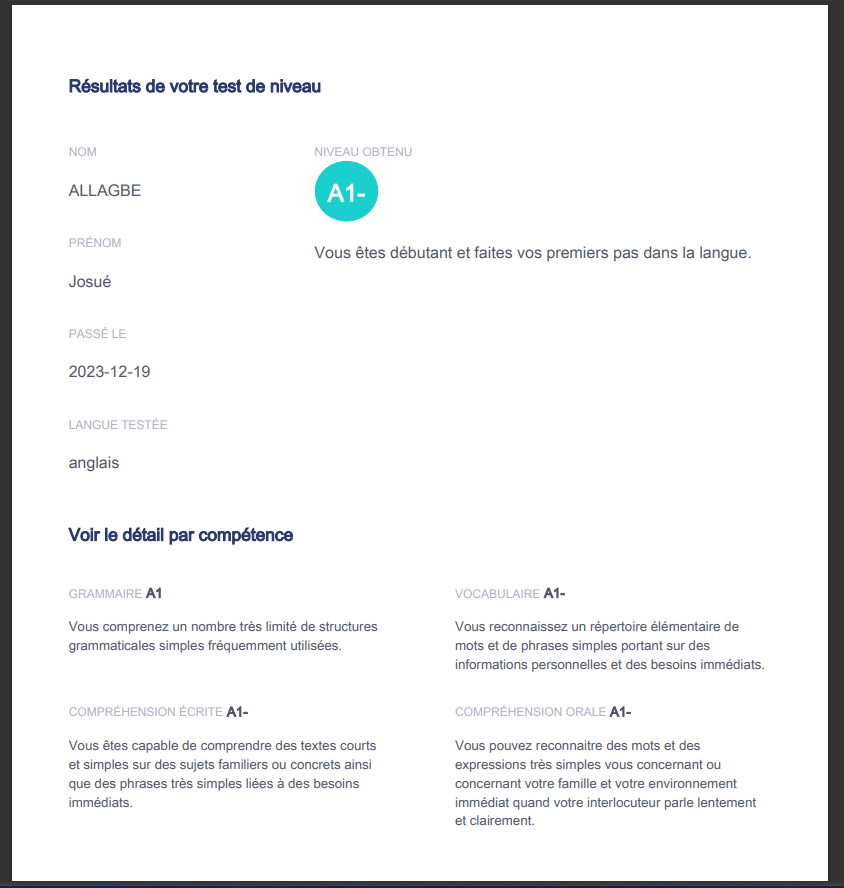 Résultats de votre test de niveau
NOM
ALLAGBE
PRÉNOM
Josué
PASSÉ LE
2023-12-19
LANGUE TESTÉE
anglais
NIVEAU OBTENU
A1-
Vous êtes débutant et faites vos premiers pas dans la langue.
Voir le détail par compétence
GRAMMAIRE A1
Vous comprenez un nombre très limité de structures
grammaticales simples fréquemment utilisées.
VOCABULAIRE A1-
Vous reconnaissez un répertoire élémentaire de
mots et de phrases simples portant sur des
informations personnelles et des besoins immédiats.
COMPRÉHENSION ÉCRITE A1-
Vous êtes capable de comprendre des textes courts
et simples sur des sujets familiers ou concrets ainsi
que des phrases très simples liées à des besoins
immédiats.
COMPRÉHENSION ORALE A1-
Vous pouvez reconnaitre des mots et des
expressions très simples vous concernant ou
concernant votre famille et votre environnement
immédiat quand votre interlocuteur parle lentement
et clairement.